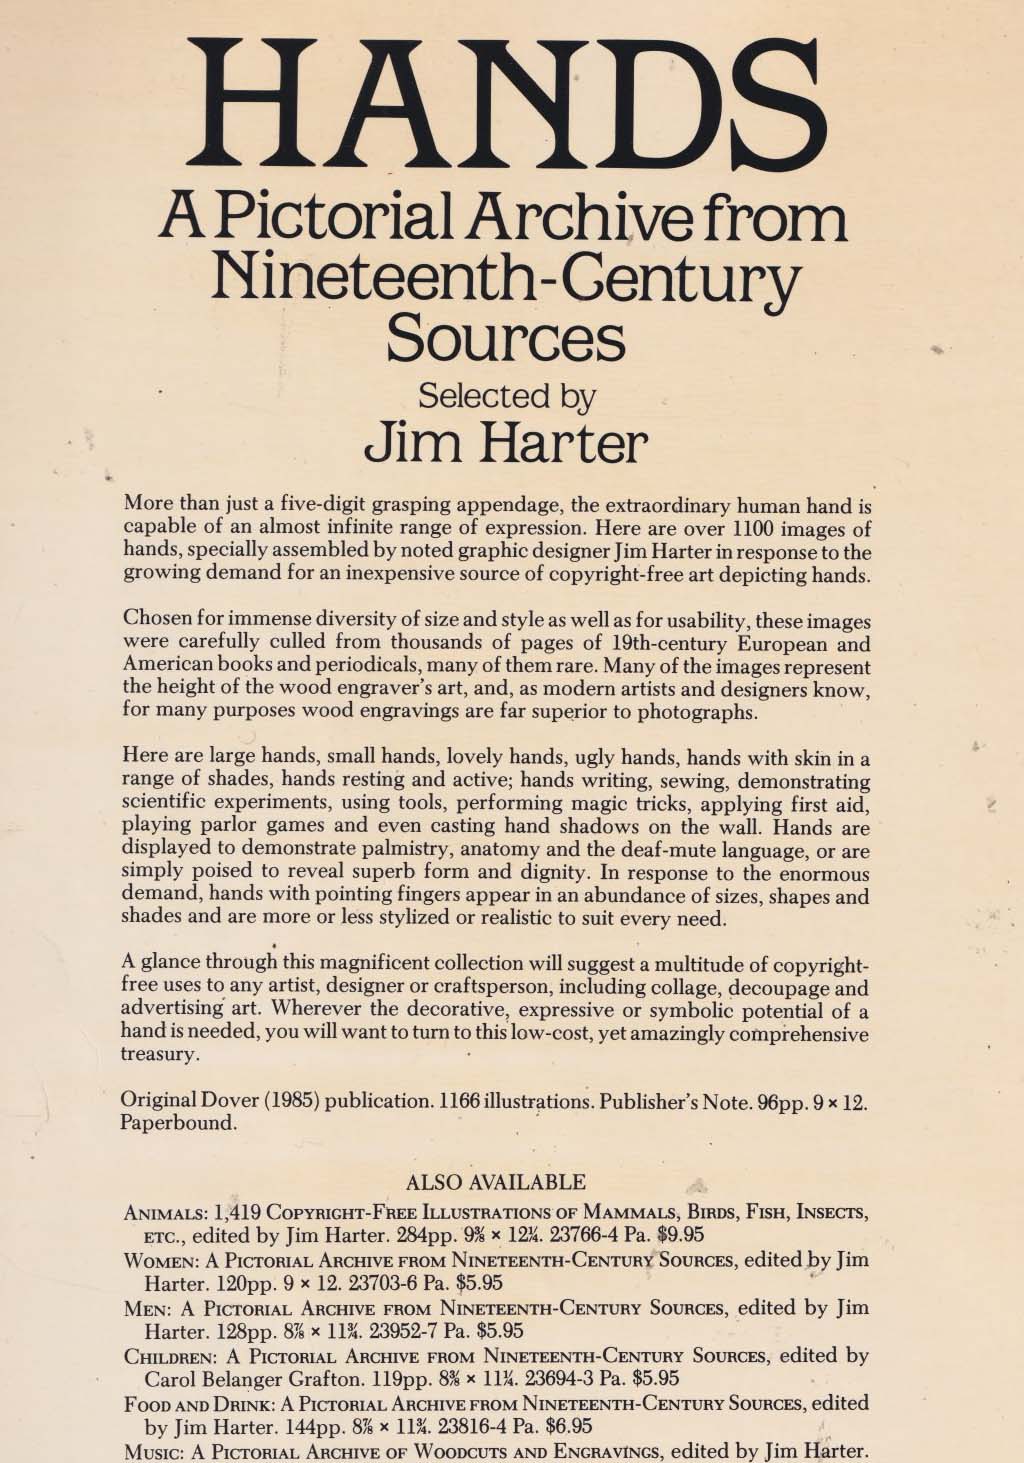 HANDS
A Pictorial Archive from
Nineteenth-Century
Sources
Selected by
Jim Harter
More than just a five-digit grasping appendage, the extraordinary human hand is
capable of an almost infinite range of expression. Here are over 1100 images of
hands, specially assembled by noted graphic designer Jim Harter in response to the
growing demand for an inexpensive source of copyright-free art depicting hands.
Chosen for immense diversity of size and style as well as for usability, these images
were carefully culled from thousands of pages of 19th-century European and
American books and periodicals, many of them rare. Many of the images represent
the height of the wood engraver's art, and, as modern artists and designers know,
for many purposes wood engravings are far superior to photographs.
Here are large hands, small hands, lovely hands, ugly hands, hands with skin in a
range of shades, hands resting and active; hands writing, sewing, demonstrating
scientific experiments, using tools, performing magic tricks, applying first aid,
playing parlor games and even casting hand shadows on the wall. Hands are
displayed to demonstrate palmistry, anatomy and the deaf-mute language, or are
simply poised to reveal superb form and dignity. In response to the enormous
demand, hands with pointing fingers appear in an abundance of sizes, shapes and
shades and are more or less stylized or realistic to suit every need.
A glance through this magnificent collection will suggest a multitude of copyright-
free uses to any artist, designer or craftsperson, including collage, decoupage and
advertising art. Wherever the decorative, expressive or symbolic potential of a
hand is needed, you will want to turn to this low-cost, yet amazingly comprehensive
treasury.
Original Dover (1985) publication. 1166 illustrations. Publisher's Note. 96pp. 9 × 12.
Paperbound.
ALSO AVAILABLE
ANIMALS: 1,419 COPYRIGHT-FREE ILLUSTRATIONS OF MAMMALS, BIRDS, FISH, INSECTS,
ETC., edited by Jim Harter. 284pp. 9⅜ × 12¼. 23766-4 Pa. $9.95
WOMEN: A PICTORIAL ARCHIVE FROM NINETEENTH-CENTURY SOURCES, edited by Jim
Harter. 120pp. 9 × 12. 23703-6 Pa. $5.95
MEN: A PICTORIAL ARCHIVE FROM NINETEENTH-CENTURY SOURCES, edited by Jim
Harter. 128pp. 8⅞ × 11¾. 23952-7 Pa. $5.95
CHILDREN: A PICTORIAL ARCHIVE FROM NINETEENTH-CENTURY SOURCES, edited by
Carol Belanger Grafton. 119pp. 8⅜ × 11¼. 23694-3 Pa. $5.95
FOOD AND DRINK: A PICTORIAL ARCHIVE FROM NINETEENTH-CENTURY SOURCES, edited
by Jim Harter. 144pp. 8⅞ × 11¾. 23816-4 Pa. $6.95
MUSIC: A PICTORIAL ARCHIVE OF WOODCUTS AND ENGRAVINGS, edited by Jim Harter.